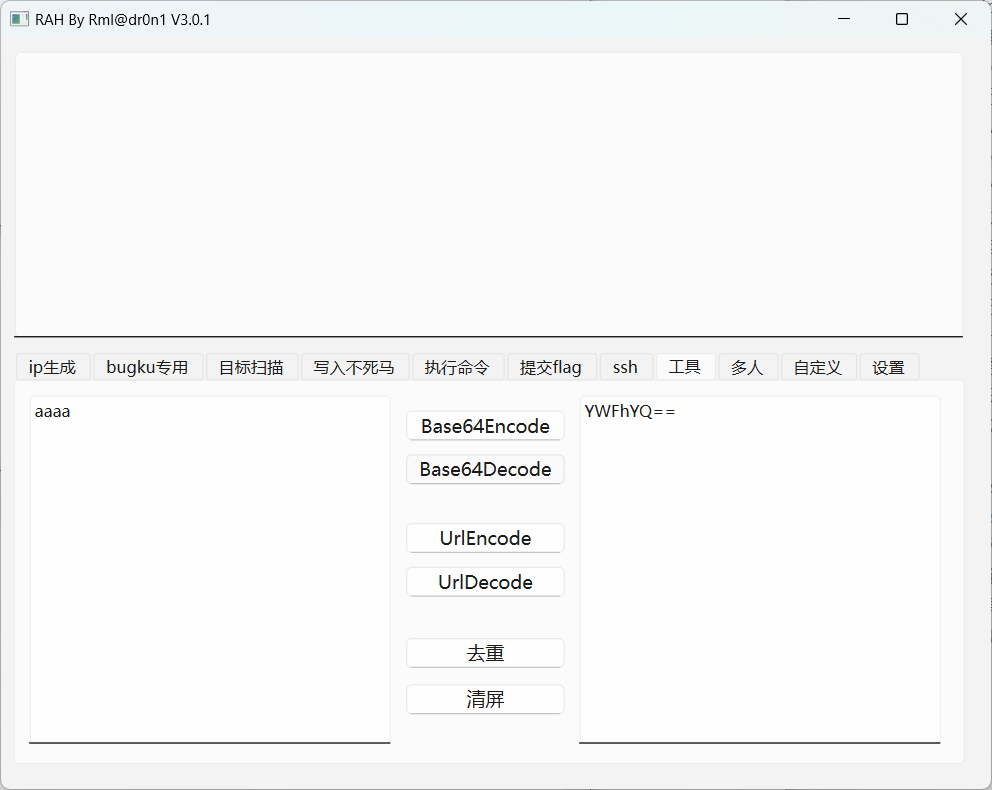 RAH By Rml@dr0n1 V3.0.1
ip生成 bugku专用 目标扫描 写入不死马 执行命令 提交flag ssh 工具 多人 自定义 设置
aaaa
Base64Encode
Base64Decode
UrlEncode
UrlDecode
去重
清屏
YWFhYQ==